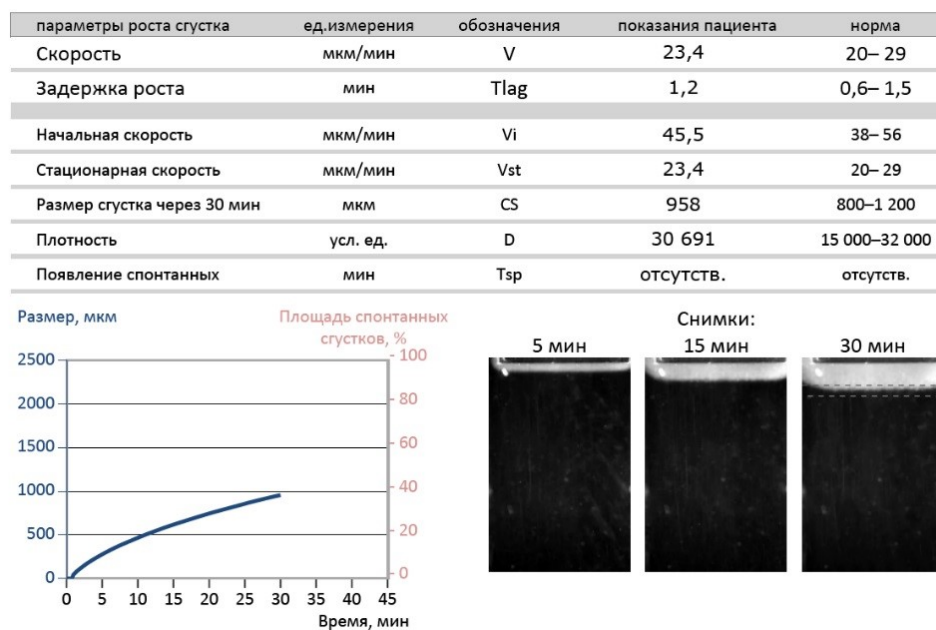 параметры роста сгустка ед.измерения обозначения показания пациента норма
Скорость мкм/мин V 23,4 20– 29
Задержка роста мин Tlag 1,2 0,6– 1,5
Начальная скорость мкм/мин Vi 45,5 38– 56
Стационарная скорость мкм/мин Vst 23,4 20– 29
Размер сгустка через 30 мин мкм CS 958 800–1 200
Плотность усл. ед. D 30 691 15 000–32 000
Появление спонтанных мин Tsp отсутств. отсутств.
Размер, мкм
Площадь спонтанных
сгустков, %
2500
2000
1500
1000
500
0
100
80
60
40
20
0
0 5 10 15 20 25 30 35 40 45
Время, мин
Снимки:
5 мин 15 мин 30 мин